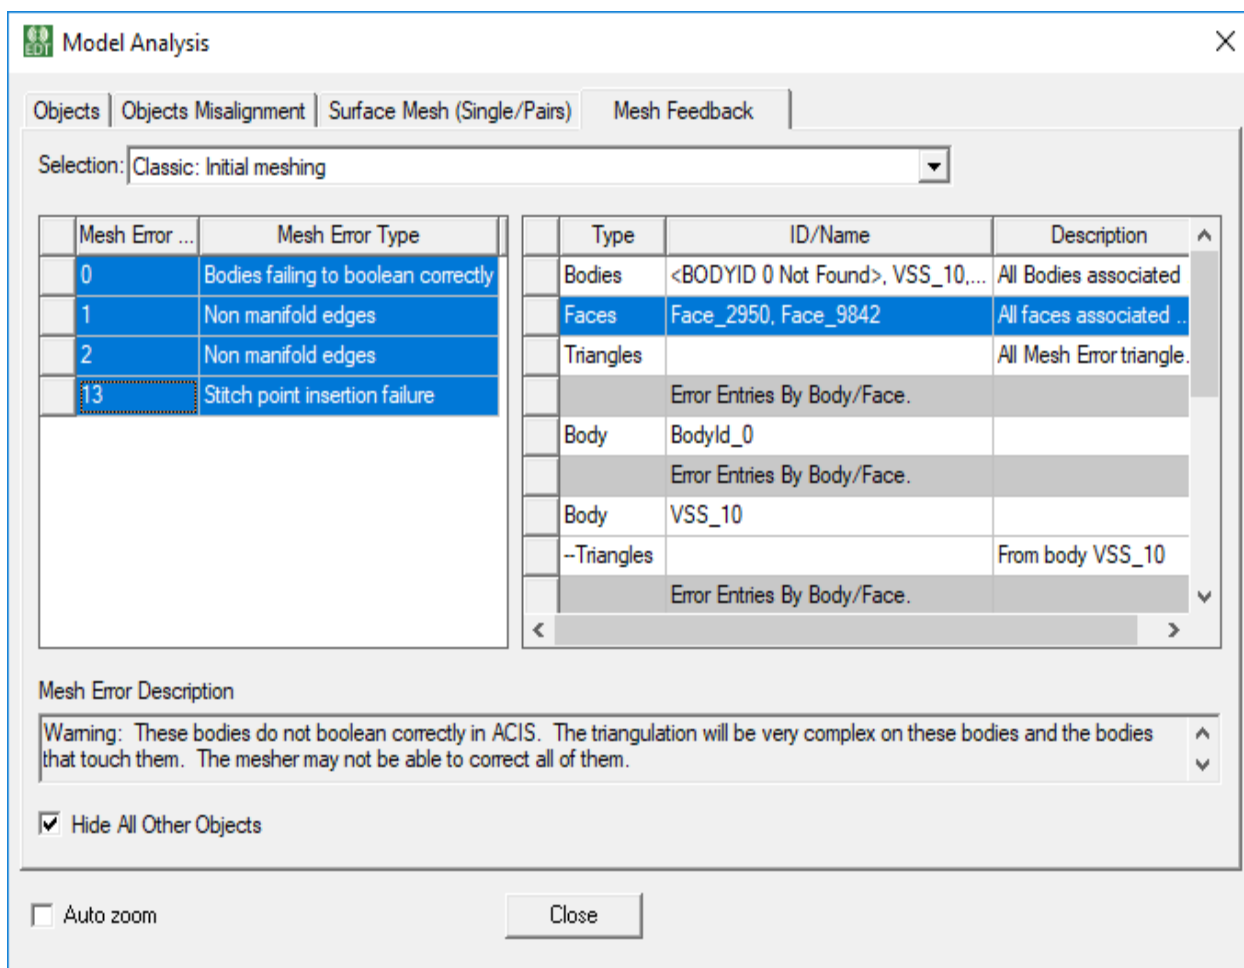 EDT
Model Analysis
Objects
Objects Misalignment
Surface Mesh (Single/Pairs)
Mesh Feedback
Selection:
Classic: Initial meshing
Mesh Error ... Mesh Error Type
0 Bodies failing to boolean correctly
1 Non manifold edges
2 Non manifold edges
13 Stitch point insertion failure
Type ID/Name Description
Bodies <BODYID 0 Not Found>, VSS_10,... All Bodies associated
Faces Face_2950, Face_9842 All faces associated ..
Triangles All Mesh Error triangle.
Error Entries By Body/Face.
Body BodyId_0
Error Entries By Body/Face.
Body VSS_10
--Triangles From body VSS_10
Error Entries By Body/Face.
Mesh Error Description
Warning: These bodies do not boolean correctly in ACIS. The triangulation will be very complex on these bodies and the bodies
that touch them. The mesher may not be able to correct all of them.
Hide All Other Objects
Auto zoom
Close